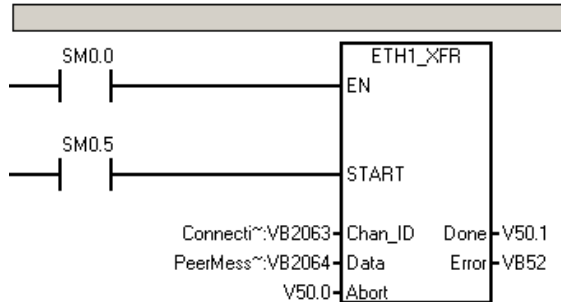 SM0.0
ETH1_XFR
EN
SM0.5
START
Connecti~:VB2063 Chan_ID Done V50.1
PeerMess~:VB2064 Data Error VB52
V50.0 Abort